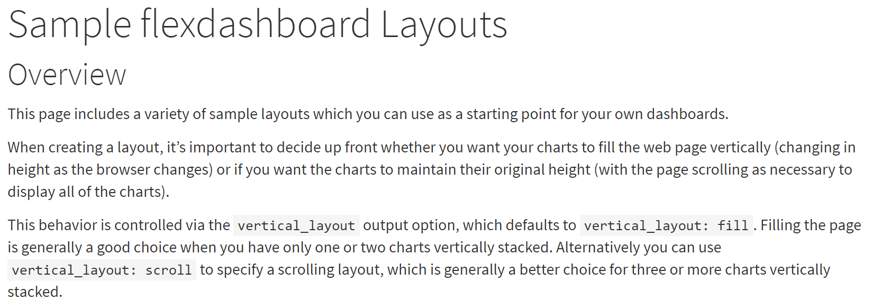 Sample flexdashboard Layouts
Overview
This page includes a variety of sample layouts which you can use as a starting point for your own dashboards.
When creating a layout, it’s important to decide up front whether you want your charts to fill the web page vertically (changing in
height as the browser changes) or if you want the charts to maintain their original height (with the page scrolling as necessary to
display all of the charts).
This behavior is controlled via the vertical_layout output option, which defaults to vertical_layout: fill. Filling the page
is generally a good choice when you have only one or two charts vertically stacked. Alternatively you can use
vertical_layout: scroll to specify a scrolling layout, which is generally a better choice for three or more charts vertically
stacked.